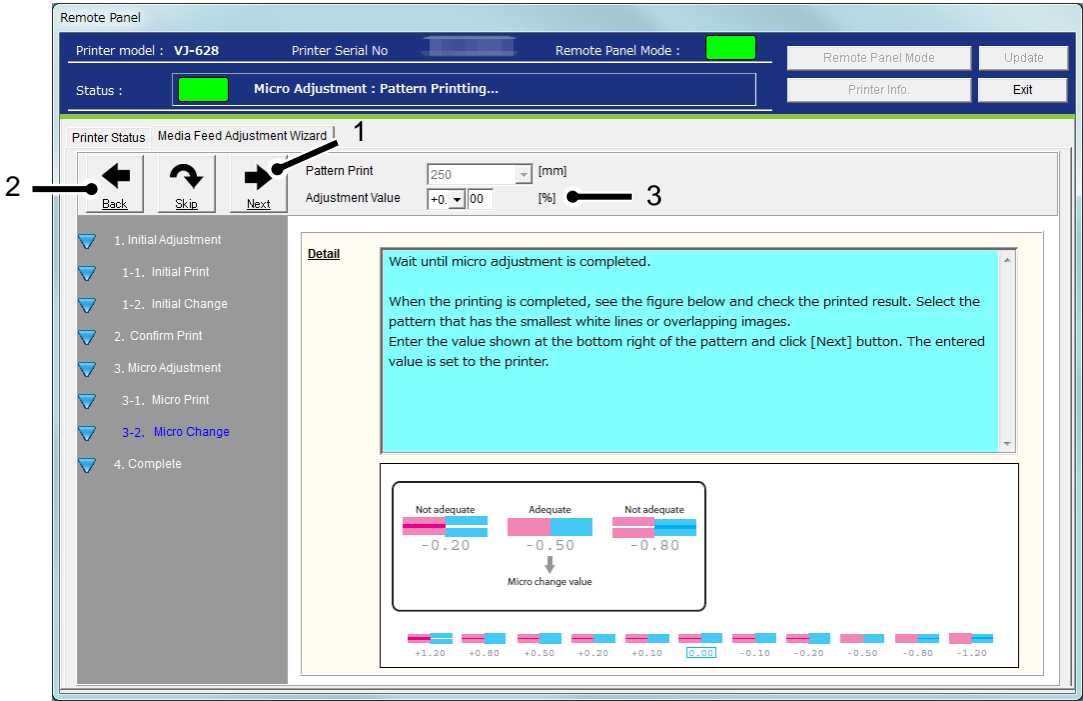 Remote Panel
Printer model : VJ-628 Printer Serial No Remote Panel Mode :
Remote Panel Mode Update
Status : Micro Adjustment : Pattern Printting...
Printer Info. Exit
Printer Status Media Feed Adjustment Wizard 1
Back Skip Next
2
Pattern Print 250 [mm]
Adjustment Value +0. 00 [%] 3
1. Initial Adjustment
1-1. Initial Print
1-2. Initial Change
2. Confirm Print
3. Micro Adjustment
3-1. Micro Print
3-2. Micro Change
4. Complete
Detail
Wait until micro adjustment is completed.
When the printing is completed, see the figure below and check the printed result. Select the
pattern that has the smallest white lines or overlapping images.
Enter the value shown at the bottom right of the pattern and click [Next] button. The entered
value is set to the printer.
Not adequate Adequate Not adequate
-0.20 -0.50 -0.80
Micro change value
+1.20 +0.80 +0.50 +0.20 +0.10 0.00 -0.10 -0.20 -0.50 -0.80 -1.20